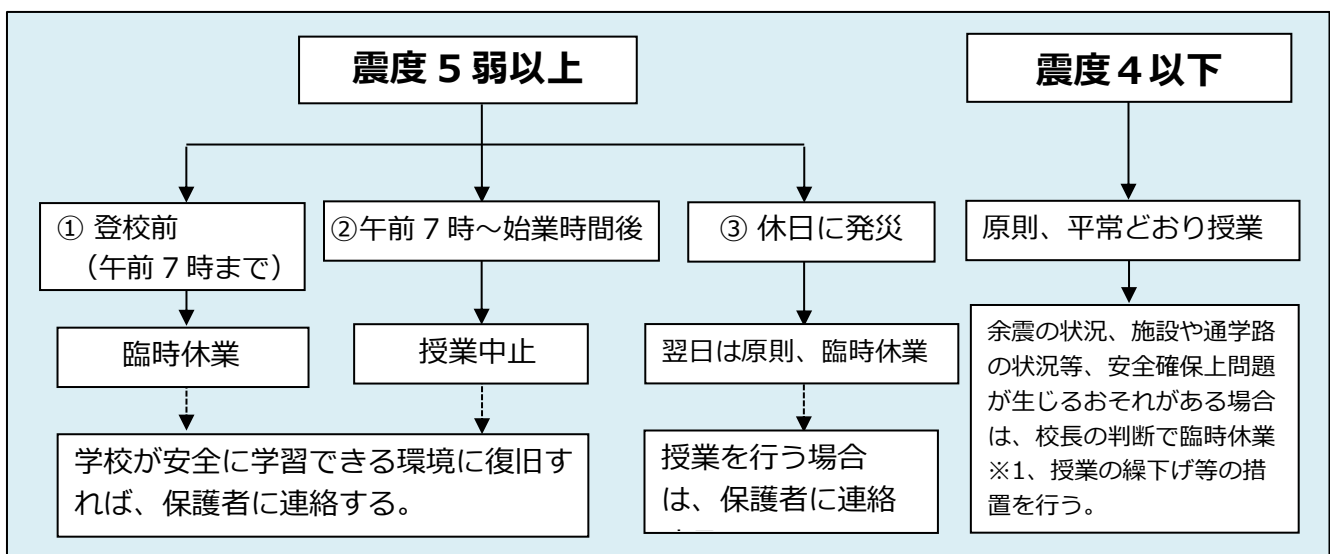 震度５弱以上
震度４以下
① 登校前
（午前７時まで）
②午前７時～始業時間後
③ 休日に発災
原則、平常どおり授業
臨時休業
授業中止
翌日は原則、臨時休業
余震の状況、施設や通学路
の状況等、安全確保上問題
が生じるおそれがある場合
は、校長の判断で臨時休業
※1、授業の繰下げ等の措
置を行う。
学校が安全に学習できる環境に復旧す
れば、保護者に連絡する。
授業を行う場合
は、保護者に連絡